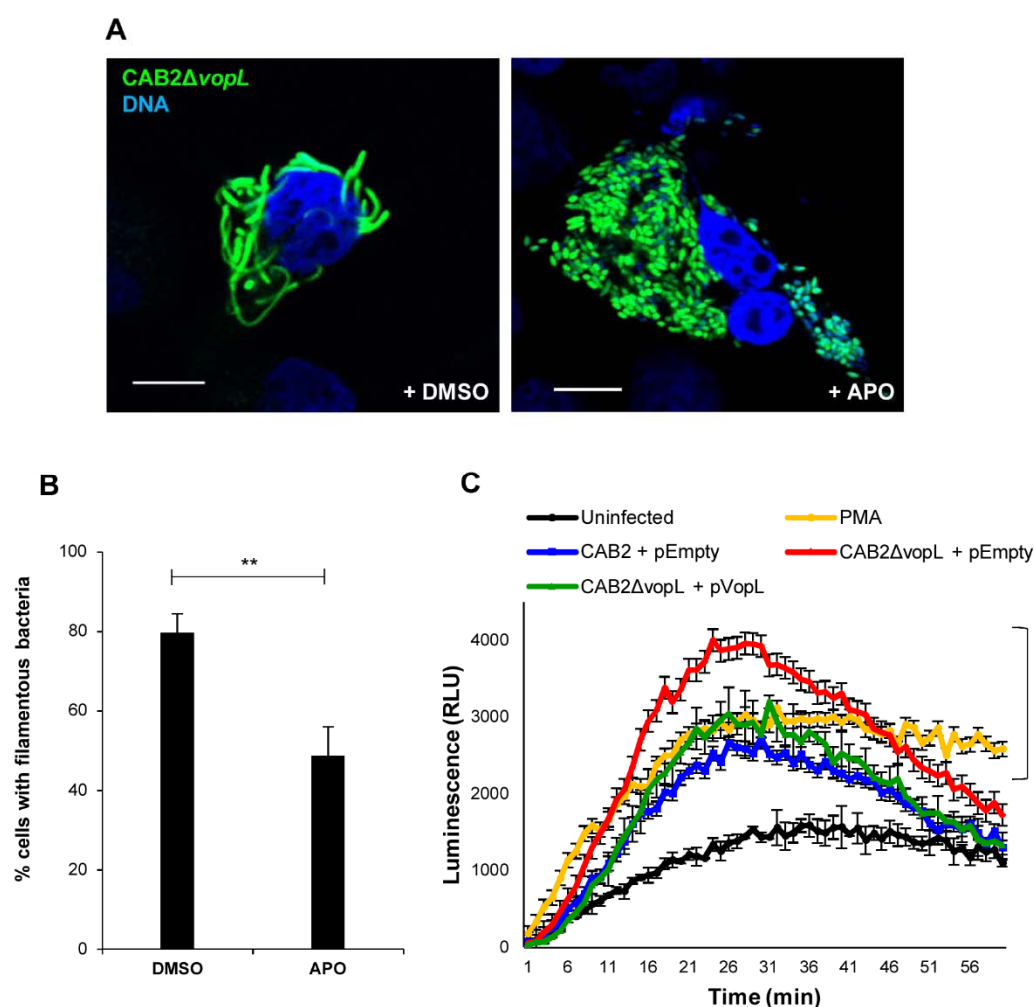 A
CAB2ΔvopL
DNA
+ DMSO
+ APO
B
% cells with filamentous bacteria
100
80
60
40
20
0
**
DMSO
APO
C
Uninfected
PMA
CAB2 + pEmpty
CAB2ΔvopL + pEmpty
CAB2ΔvopL + pVopL
Luminescence (RLU)
4000
3000
2000
1000
0
1 6 11 16 21 26 31 36 41 46 51 56
Time (min)